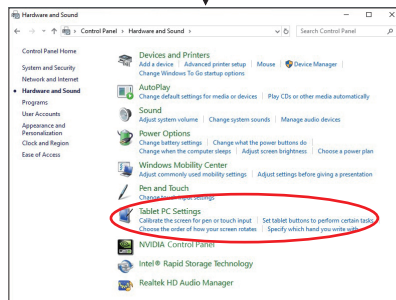 Hardware and Sound
Control Panel > Hardware and Sound > Search Control Panel
Control Panel Home
System and Security
Network and Internet
Hardware and Sound
Programs
User Accounts
Appearance and
Personalization
Clock and Region
Ease of Access
Devices and Printers
Add a device | Advanced printer setup | Mouse | Device Manager |
Change Windows To Go startup options
AutoPlay
Change default settings for media or devices | Play CDs or other media automatically
Sound
Adjust system volume | Change system sounds | Manage audio devices
Power Options
Change battery settings | Change what the power buttons do |
Change when the computer sleeps | Adjust screen brightness | Choose a power plan
Windows Mobility Center
Adjust commonly used mobility settings | Adjust settings before giving a presentation
Pen and Touch
Change touch input settings
Tablet PC Settings
Calibrate the screen for pen or touch input | Set tablet buttons to perform certain tasks
Choose the order of how your screen rotates | Specify which hand you write with
NVIDIA Control Panel
Intel® Rapid Storage Technology
Realtek HD Audio Manager